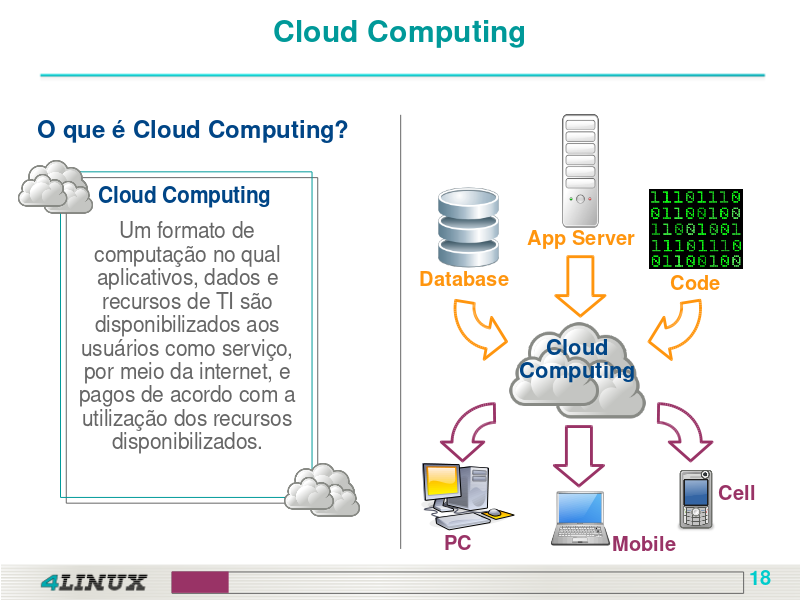 Cloud Computing
O que é Cloud Computing?
Cloud Computing
Um formato de
computação no qual
aplicativos, dados e
recursos de TI são
disponibilizados aos
usuários como serviço,
por meio da internet, e
pagos de acordo com a
utilização dos recursos
disponibilizados.
App Server
Database
11101110
01100100
11001001
11101110
01100100
Code
Cloud
Computing
PC
Mobile
Cell
4LINUX
18